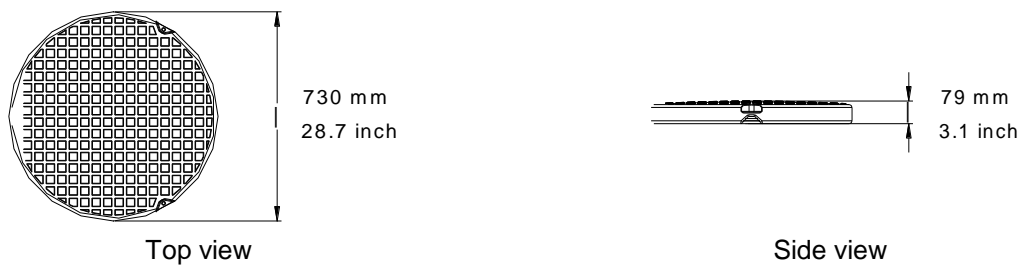 730 mm
28.7 inch
79 mm
3.1 inch
Top view
Side view